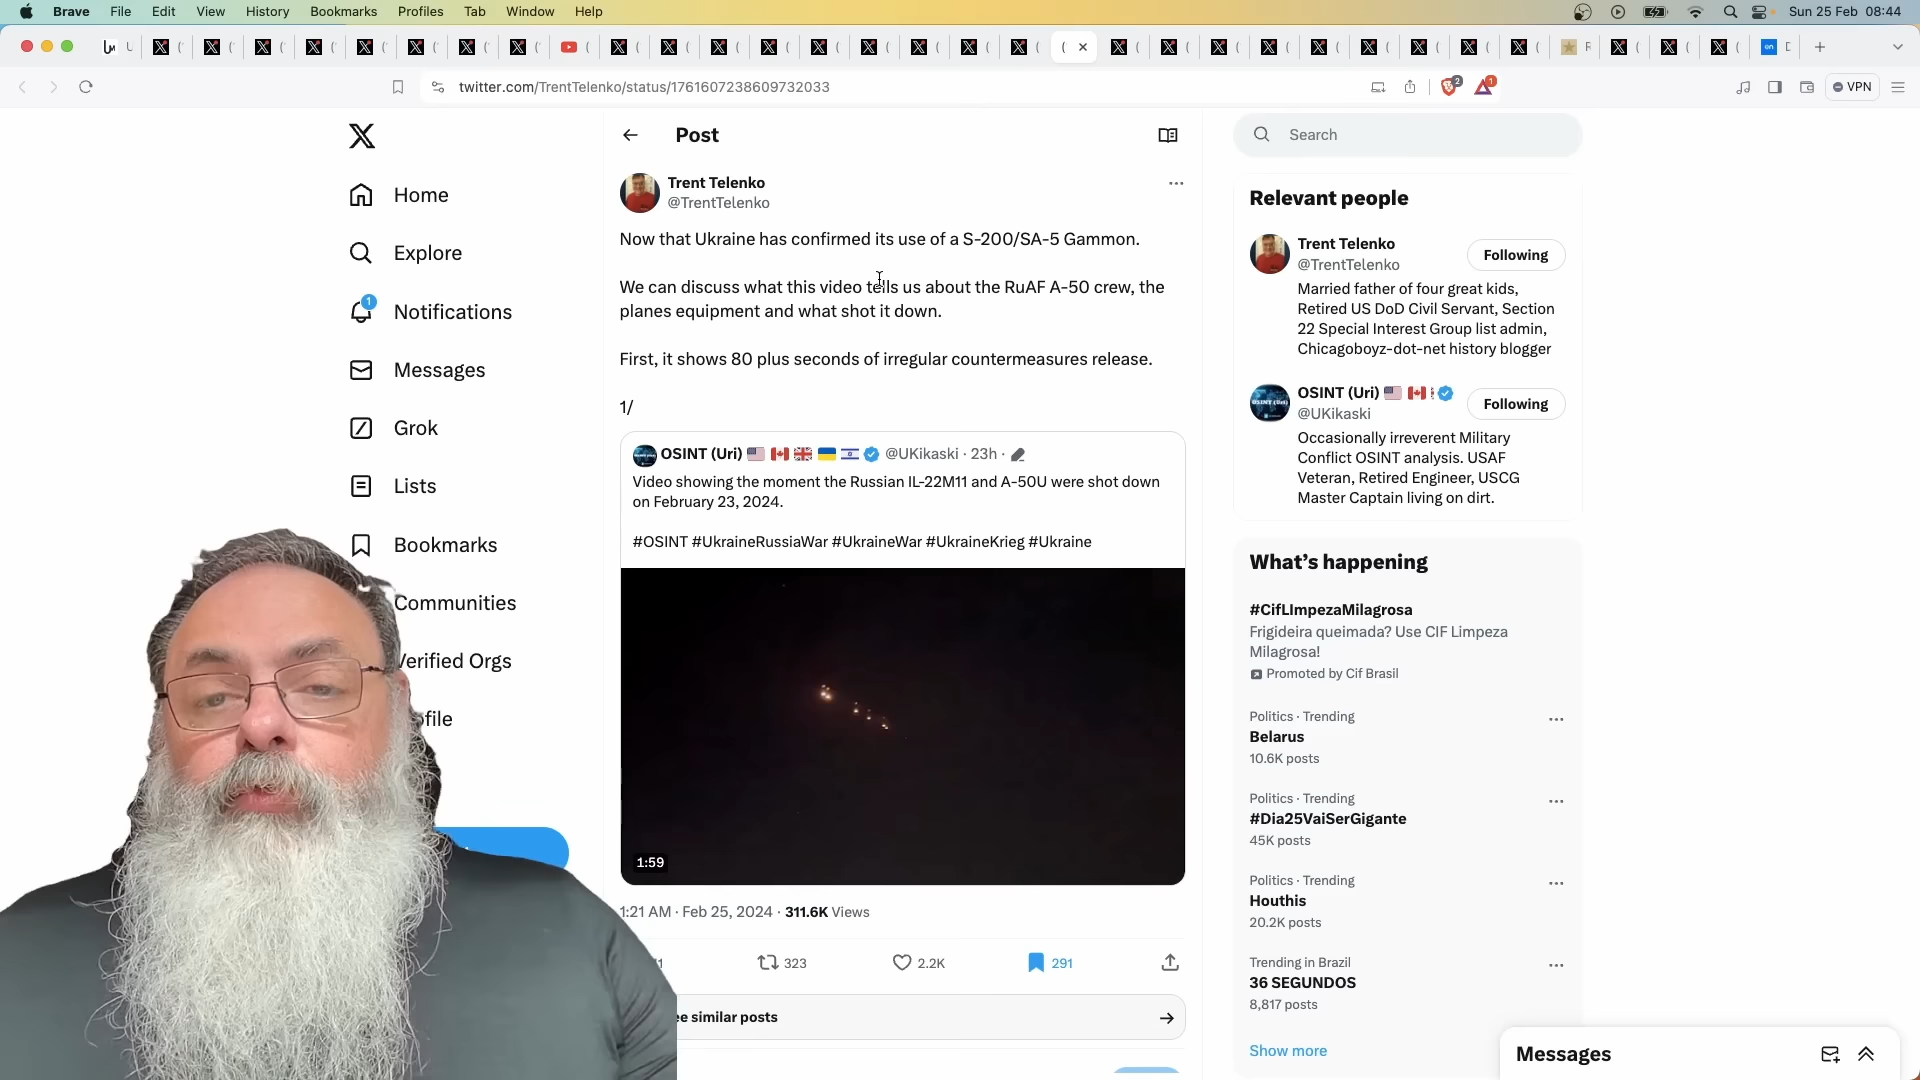 Brave File Edit View History Bookmarks Profiles Tab Window Help
Sun 25 Feb 08:44
twitter.com/TrentTelenko/status/1761607238609732033
2
1
VPN
Home
Explore
1
Notifications
Messages
Grok
Lists
Bookmarks
Communities
Verified Orgs
ofile
Post
Trent Telenko
@TrentTelenko
Now that Ukraine has confirmed its use of a S-200/SA-5 Gammon.
We can discuss what this video tells us about the RuAF A-50 crew, the
planes equipment and what shot it down.
First, it shows 80 plus seconds of irregular countermeasures release.
1/
OSINT (Uri) @UKikaski · 23h ·
Video showing the moment the Russian IL-22M11 and A-50U were shot down
on February 23, 2024.
#OSINT #UkraineRussiaWar #UkraineWar #UkraineKrieg #Ukraine
1:59
1:21 AM · Feb 25, 2024 · 311.6K Views
323
2.2K
291
ee similar posts
Search
Relevant people
Trent Telenko
@TrentTelenko
Following
Married father of four great kids,
Retired US DoD Civil Servant, Section
22 Special Interest Group list admin,
Chicagoboyz-dot-net history blogger
OSINT (Uri)
@UKikaski
Following
Occasionally irreverent Military
Conflict OSINT analysis. USAF
Veteran, Retired Engineer, USCG
Master Captain living on dirt.
What's happening
#CifLImpezaMilagrosa
Frigideira queimada? Use CIF Limpeza
Milagrosa!
Promoted by Cif Brasil
Politics · Trending
Belarus
10.6K posts
Politics · Trending
#Dia25VaiSerGigante
45K posts
Politics · Trending
Houthis
20.2K posts
Trending in Brazil
36 SEGUNDOS
8,817 posts
Show more
Messages